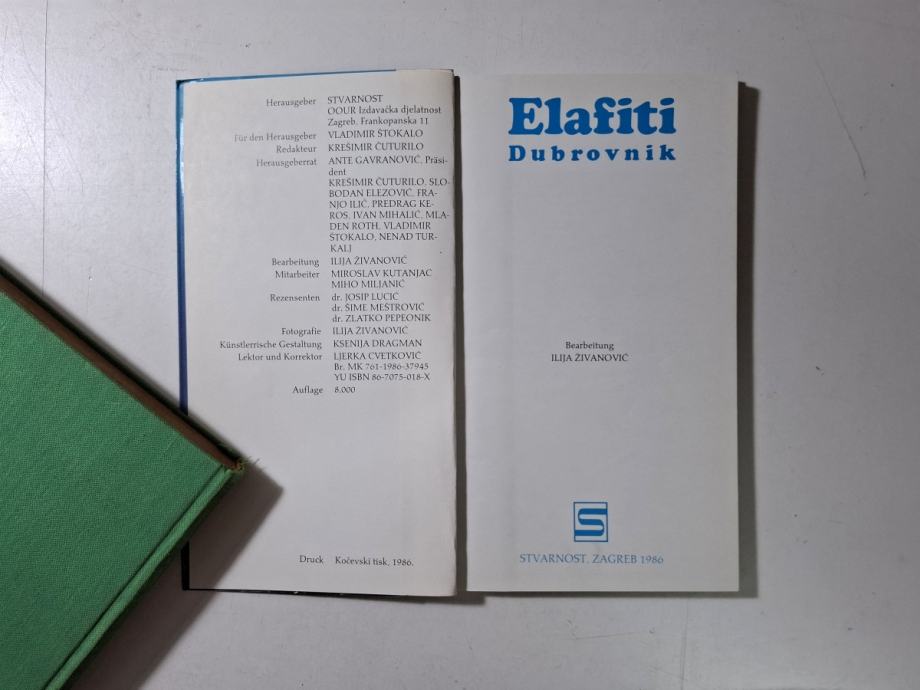 Herausgeber STVARNOST
OOUR Izdavačka djelatnost
Zagreb, Frankopanska 11
Für den Herausgeber VLADIMIR ŠTOKALO
Redakteur KREŠIMIR ČUTURILO
Herausgeberrat ANTE GAVRANOVIĆ, Präsi-
dent
KREŠIMIR ČUTURILO, SLO-
BODAN ELEZOVIĆ, FRA-
NJO ILIĆ, PREDRAG KE-
ROS, IVAN MIHALIĆ, MLA-
DEN ROTH, VLADIMIR
ŠTOKALO, NENAD TUR-
KALJ
Bearbeitung ILIJA ŽIVANOVIĆ
Mitarbeiter MIROSLAV KUTANJAC
MIHO MILJANIĆ
Rezensenten dr. JOSIP LUCIĆ
dr. ŠIME MEŠTROVIĆ
dr. ZLATKO PEPEONIK
Fotografie ILIJA ŽIVANOVIĆ
Künstlerrische Gestaltung KSENIJA DRAGMAN
Lektor und Korrektor LJERKA CVETKOVIĆ
Br. MK 761-1986-37945
YU ISBN 86-7075-018-X
Auflage 8.000
Druck Kočevski tisk, 1986.
Elafiti
Dubrovnik
Bearbeitung
ILIJA ŽIVANOVIĆ
S
STVARNOST, ZAGREB 1986